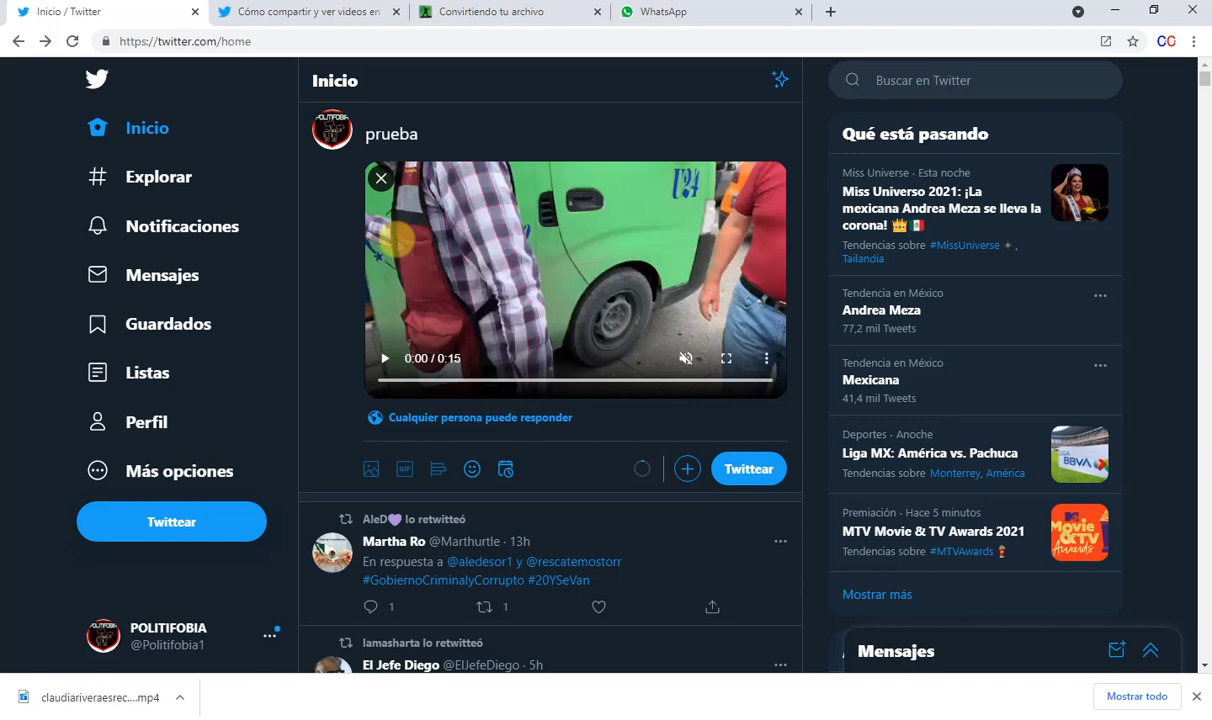 Inicio / Twitter
Cómo compartir y ver videos en
Convirtiendo tu archivo
WhatsApp
https://twitter.com/home
Inicio
Explorar
Notificaciones
Mensajes
Guardados
Listas
Perfil
Más opciones
Twittear
POLITIFOBIA
@Politifobia1
Inicio
POLITIFOBIA
prueba
0:00 / 0:15
Cualquier persona puede responder
GIF
Twittear
AleD💜 lo retwitteó
Martha Ro @Marthurtle · 13h
En respuesta a @aledesor1 y @rescatemostorr
#GobiernoCriminalyCorrupto #20YSeVan
1
1
lamasharta lo retwitteó
El Jefe Diego @ElJefeDiego · 5h
Buscar en Twitter
Qué está pasando
Miss Universe · Esta noche
Miss Universo 2021: ¡La
mexicana Andrea Meza se lleva la
corona! 👑🇲🇽
Tendencias sobre #MissUniverse ,
Tailandia
Tendencia en México
Andrea Meza
77,2 mil Tweets
Tendencia en México
Mexicana
41,4 mil Tweets
Deportes · Anoche
Liga MX: América vs. Pachuca
Tendencias sobre Monterrey, América
LIGA
BBVA
Premiación · Hace 5 minutos
MTV Movie & TV Awards 2021
Tendencias sobre #MTVAwards
Mostrar más
Mensajes
claudiariveraesrec....mp4
Mostrar todo